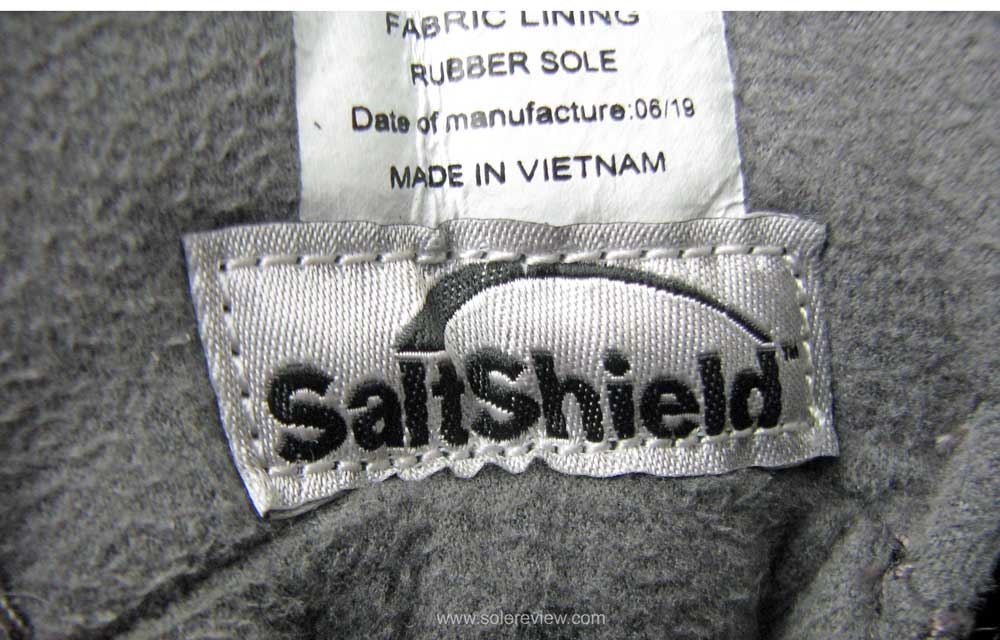 FABRIC LINING
RUBBER SOLE
Date of manufacture:06/19
MADE IN VIETNAM
SaltShield™
www.solereview.com